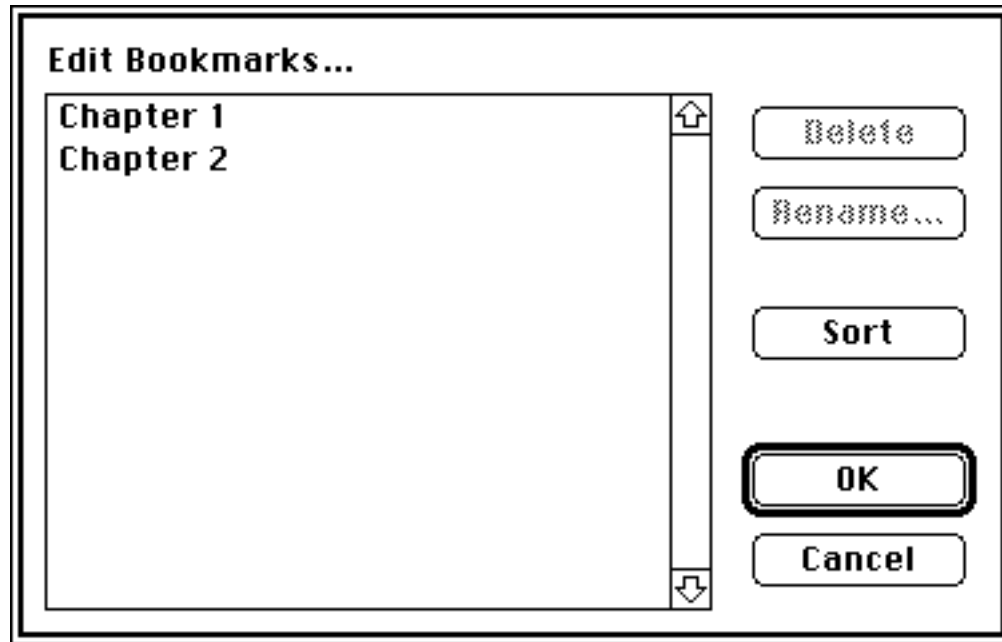 Edit Bookmarks...
Chapter 1
Chapter 2
Delete
Rename...
Sort
OK
Cancel